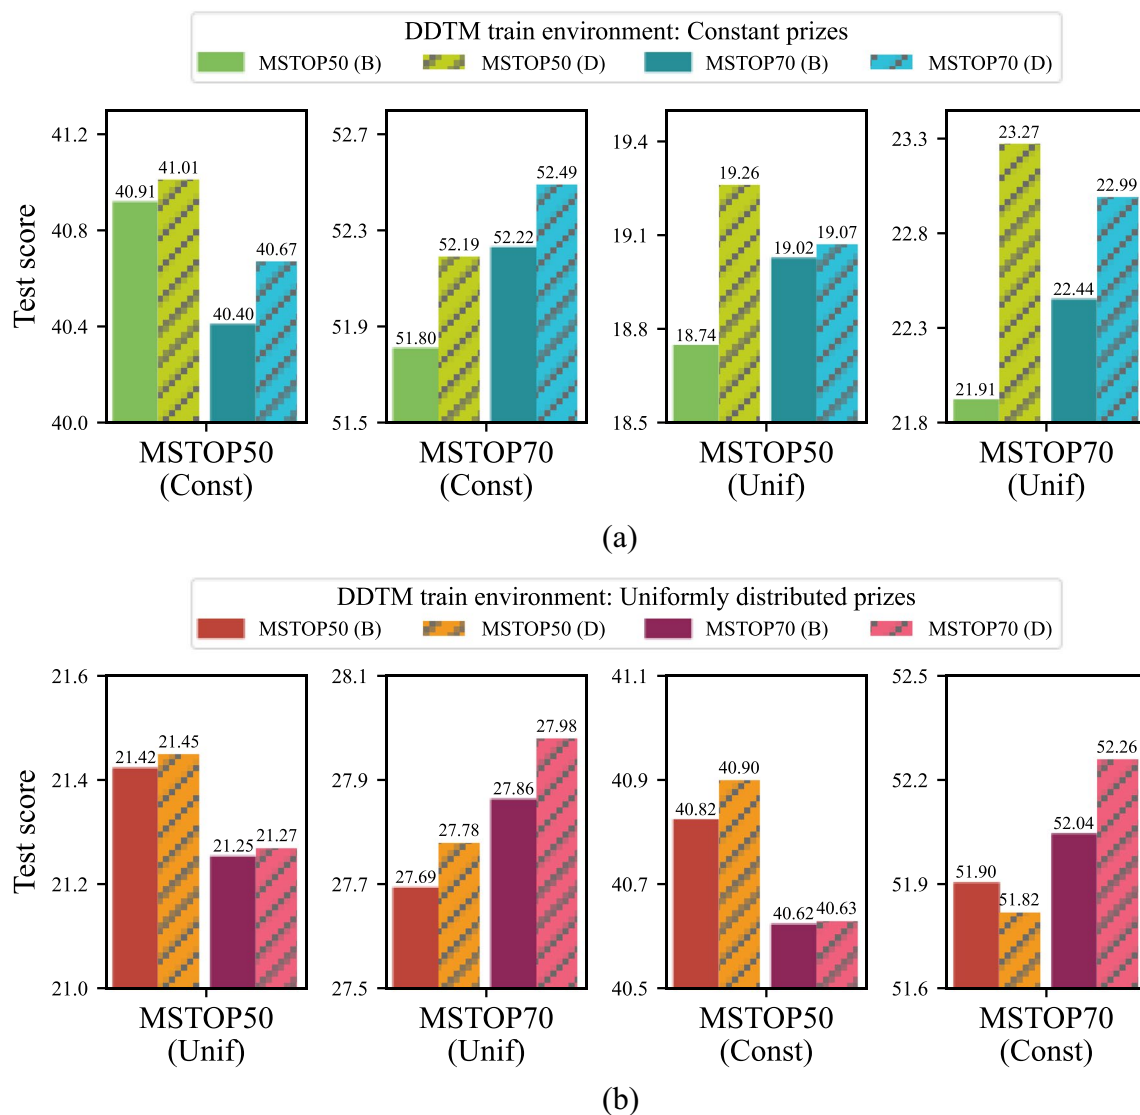 DDTM train environment: Constant prizes
MSTOP50 (B) MSTOP50 (D) MSTOP70 (B) MSTOP70 (D)
Test score
41.2
40.8
40.4
40.0
40.91
41.01
40.40
40.67
MSTOP50
(Const)
52.7
52.3
51.9
51.5
51.80
52.19
52.22
52.49
MSTOP70
(Const)
19.4
19.1
18.8
18.5
18.74
19.26
19.02
19.07
MSTOP50
(Unif)
23.3
22.8
22.3
21.8
21.91
23.27
22.44
22.99
MSTOP70
(Unif)
(a)
DDTM train environment: Uniformly distributed prizes
MSTOP50 (B) MSTOP50 (D) MSTOP70 (B) MSTOP70 (D)
Test score
21.6
21.4
21.2
21.0
21.42
21.45
21.25
21.27
MSTOP50
(Unif)
28.1
27.9
27.7
27.5
27.69
27.78
27.86
27.98
MSTOP70
(Unif)
41.1
40.9
40.7
40.5
40.82
40.90
40.62
40.63
MSTOP50
(Const)
52.5
52.2
51.9
51.6
51.90
51.82
52.04
52.26
MSTOP70
(Const)
(b)